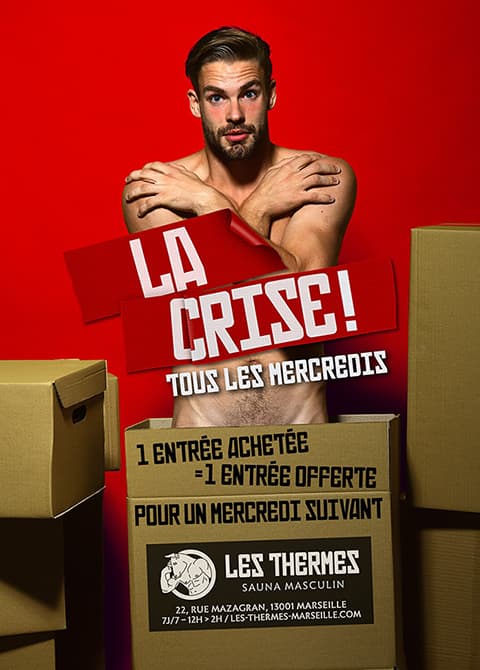 LA
CRISE!
TOUS LES MERCREDIS
1 ENTRÉE ACHETÉE
=1 ENTRÉE OFFERTE
POUR UN MERCREDI SUIVANT
LES THERMES
SAUNA MASCULIN
22, RUE MAZAGRAN, 13001 MARSEILLE
7J/7 - 12H > 2H / LES-THERMES-MARSEILLE.COM